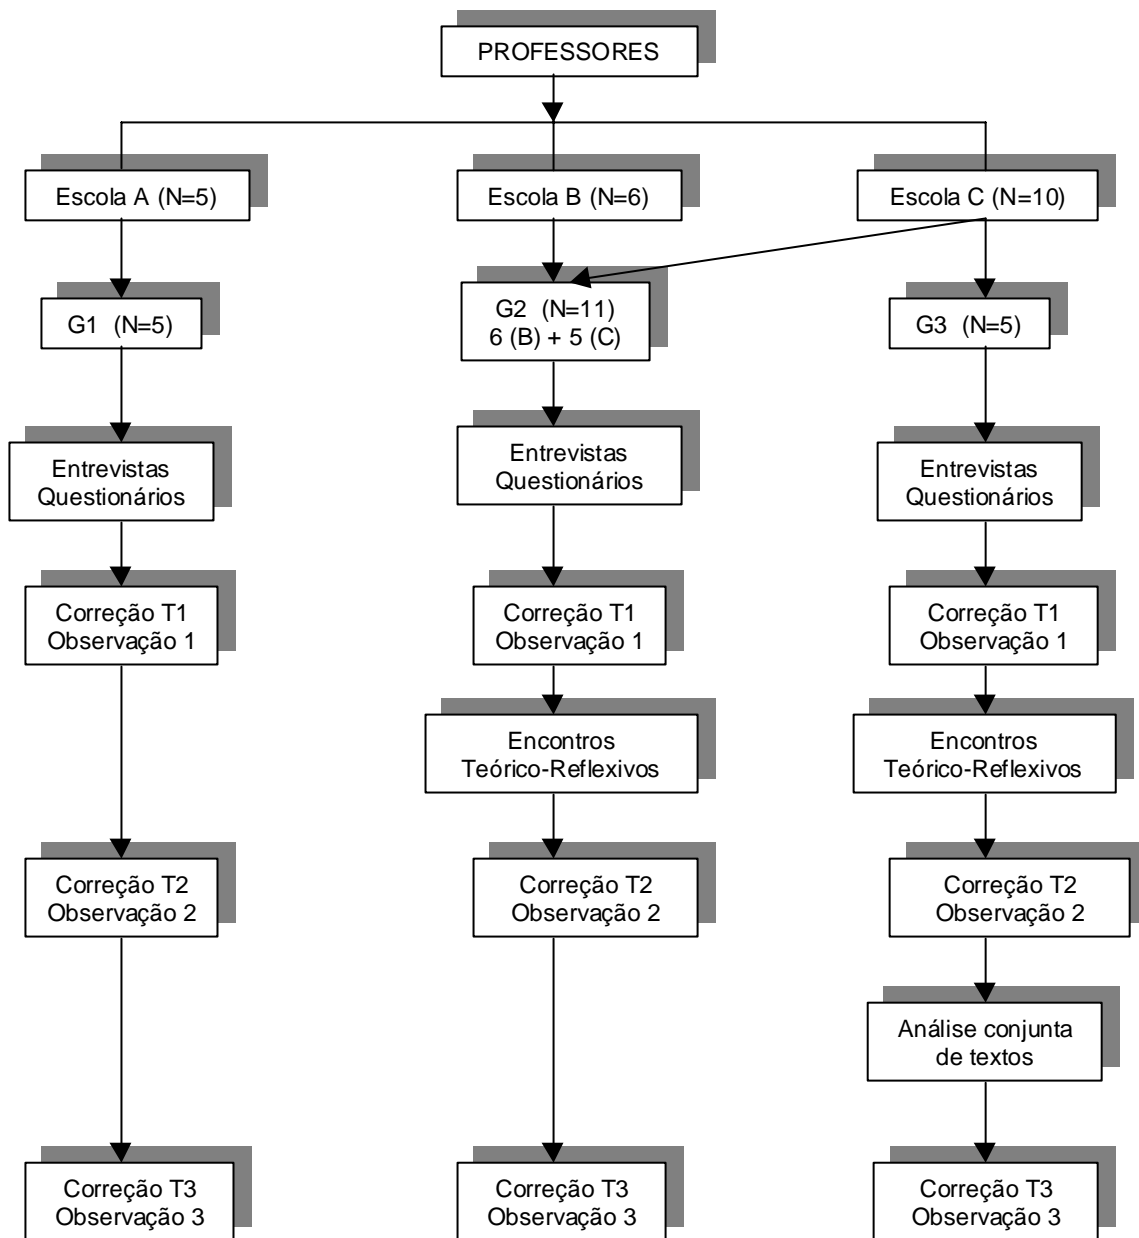 PROFESSORES
Escola A (N=5)
Escola B (N=6)
Escola C (N=10)
G1 (N=5)
G2 (N=11)
6 (B) + 5 (C)
G3 (N=5)
Entrevistas
Questionários
Entrevistas
Questionários
Entrevistas
Questionários
Correção T1
Observação 1
Correção T1
Observação 1
Correção T1
Observação 1
Encontros
Teórico-Reflexivos
Encontros
Teórico-Reflexivos
Correção T2
Observação 2
Correção T2
Observação 2
Correção T2
Observação 2
Análise conjunta
de textos
Correção T3
Observação 3
Correção T3
Observação 3
Correção T3
Observação 3